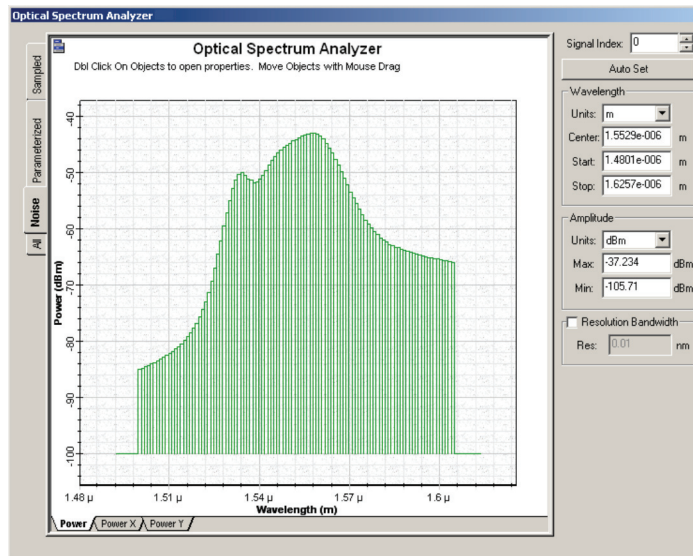 Optical Spectrum Analyzer
Optical Spectrum Analyzer
Dbl Click On Objects to open properties. Move Objects with Mouse Drag
Sampled
Parameterized
Noise
All
Power (dBm)
-40
-50
-60
-70
-80
-90
-100
1.48 μ
1.51 μ
1.54 μ
1.57 μ
1.6 μ
Wavelength (m)
Power
Power X
Power Y
Signal Index: 0
Auto Set
Wavelength
Units: m
Center: 1.5529e-006 m
Start: 1.4801e-006 m
Stop: 1.6257e-006 m
Amplitude
Units: dBm
Max: -37.234 dBm
Min: -105.71 dBm
Resolution Bandwidth
Res: 0.01 nm